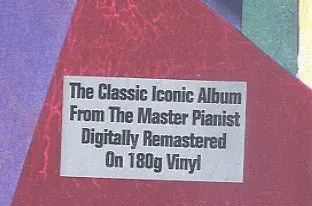 The Classic Iconic Album
From The Master Pianist
Digitally Remastered
On 180g Vinyl